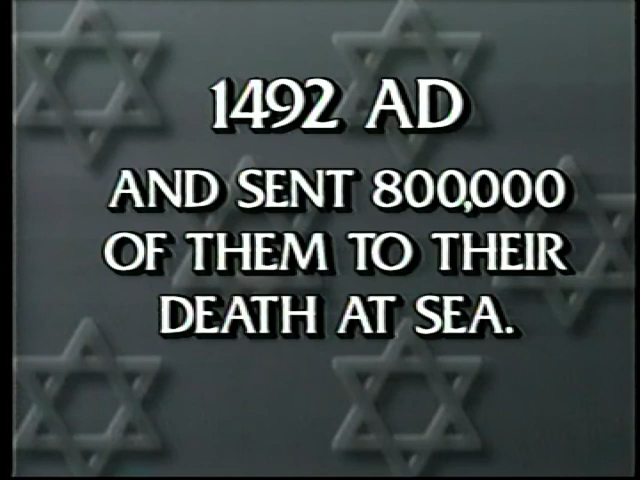 1492 AD
AND SENT 800,000
OF THEM TO THEIR
DEATH AT SEA.